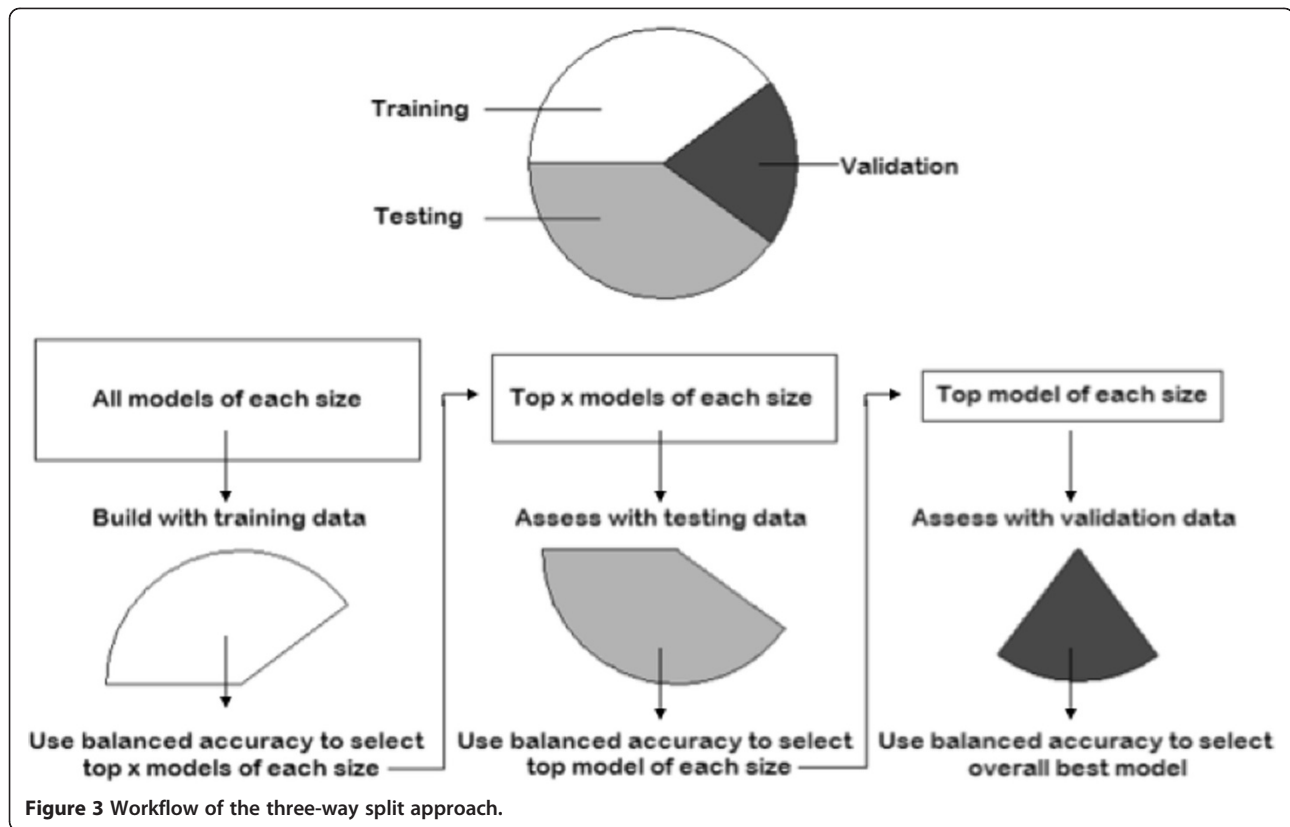 Training
Validation
Testing
All models of each size
Top x models of each size
Top model of each size
Build with training data
Assess with testing data
Assess with validation data
Use balanced accuracy to select
top x models of each size
Use balanced accuracy to select
top model of each size
Use balanced accuracy to select
overall best model
Figure 3 Workflow of the three-way split approach.